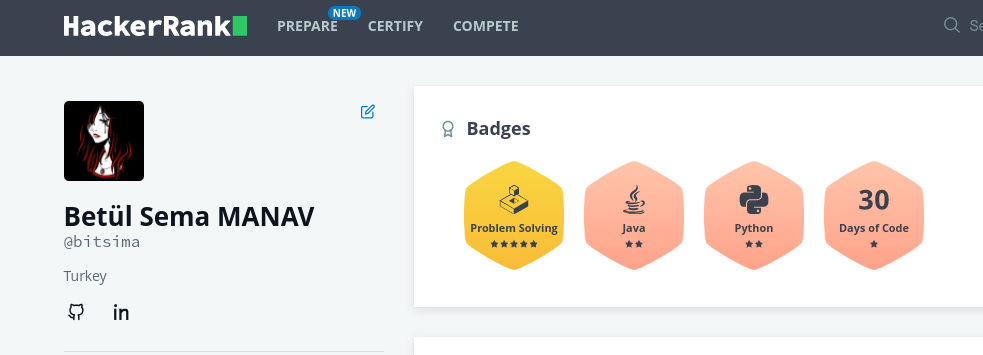 HackerRank
PREPARE NEW CERTIFY COMPETE
Betül Sema MANAV
@bitsima
Turkey
in
Badges
Problem Solving
Java
Python
30
Days of Code